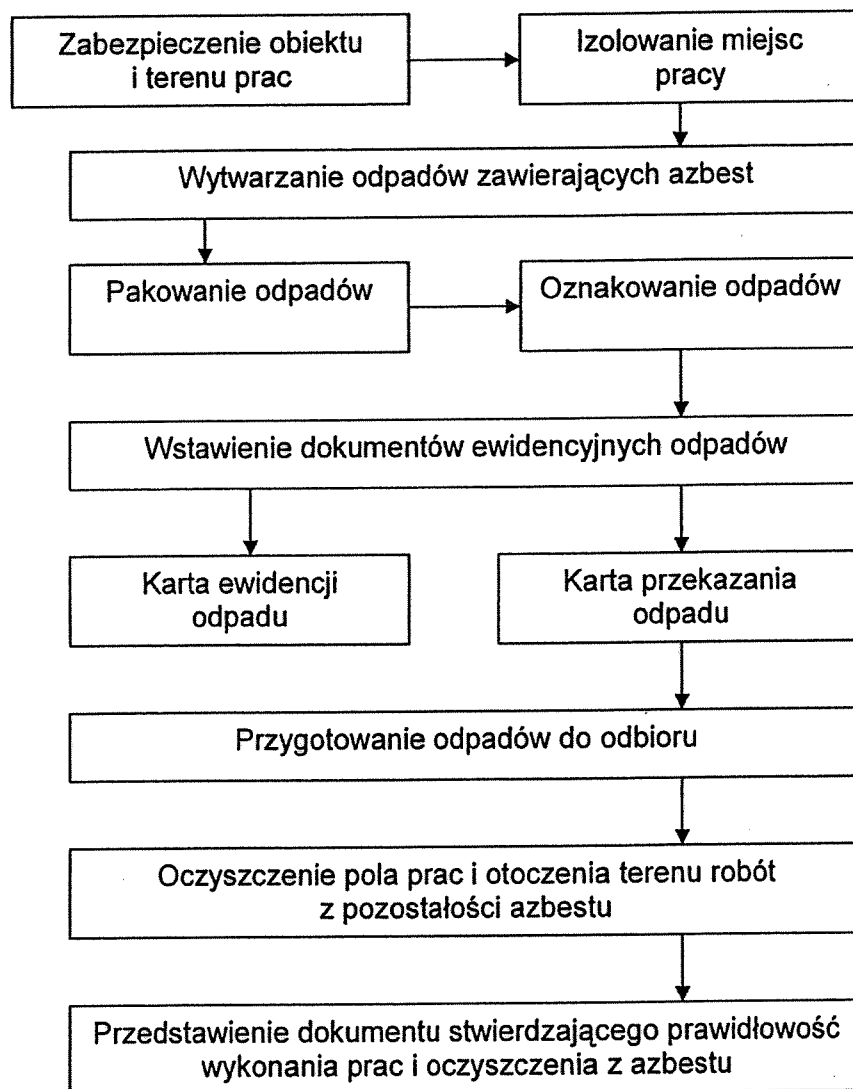 Zabezpieczenie obiektu
i terenu prac
Izolowanie miejsc
pracy
Wytwarzanie odpadów zawierających azbest
Pakowanie odpadów
Oznakowanie odpadów
Wstawienie dokumentów ewidencyjnych odpadów
Karta ewidencji
odpadu
Karta przekazania
odpadu
Przygotowanie odpadów do odbioru
Oczyszczenie pola prac i otoczenia terenu robót
z pozostałości azbestu
Przedstawienie dokumentu stwierdzającego prawidłowość
wykonania prac i oczyszczenia z azbestu